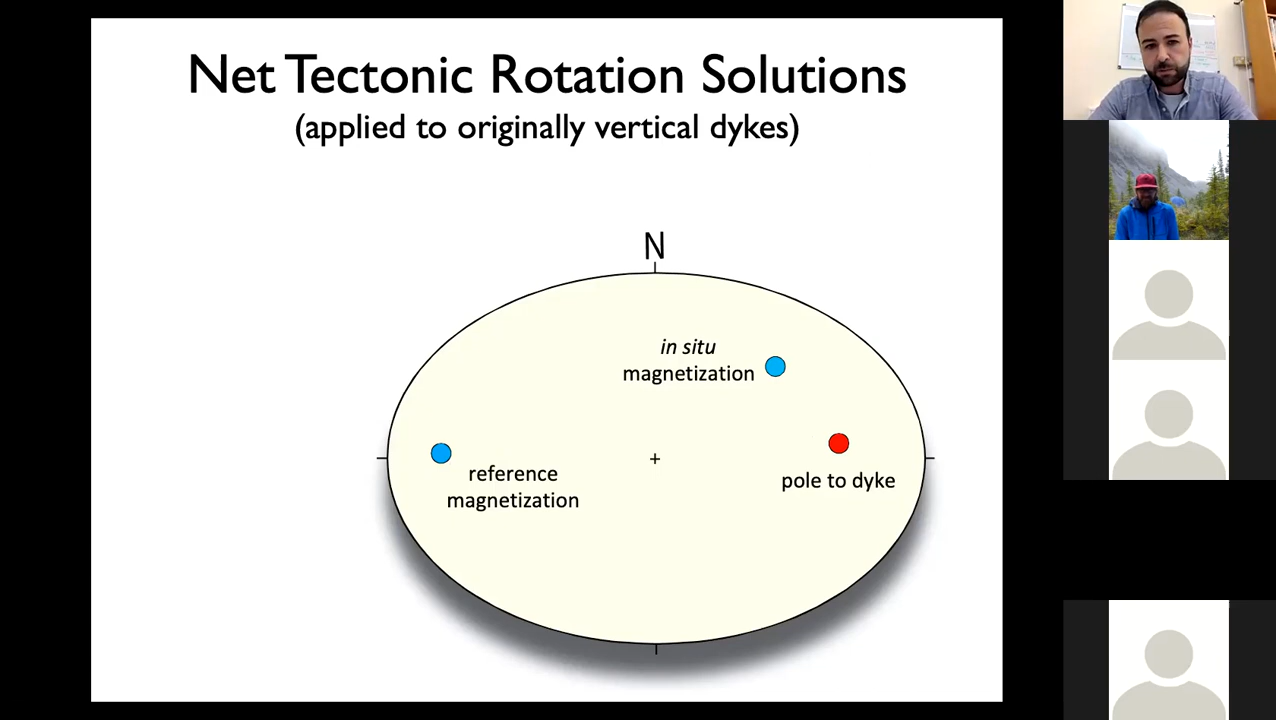 Net Tectonic Rotation Solutions
(applied to originally vertical dykes)
N
in situ
magnetization
reference
magnetization
pole to dyke